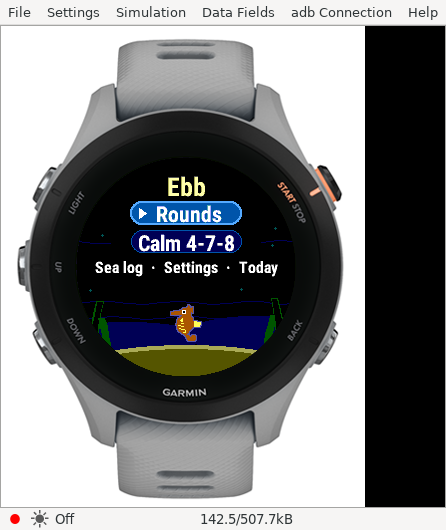 File Settings Simulation Data Fields adb Connection Help
LIGHT
START STOP
Ebb
Rounds
Calm 4-7-8
UP
Sea log · Settings · Today
DOWN
BACK
GARMIN
Off 142.5/507.7kB